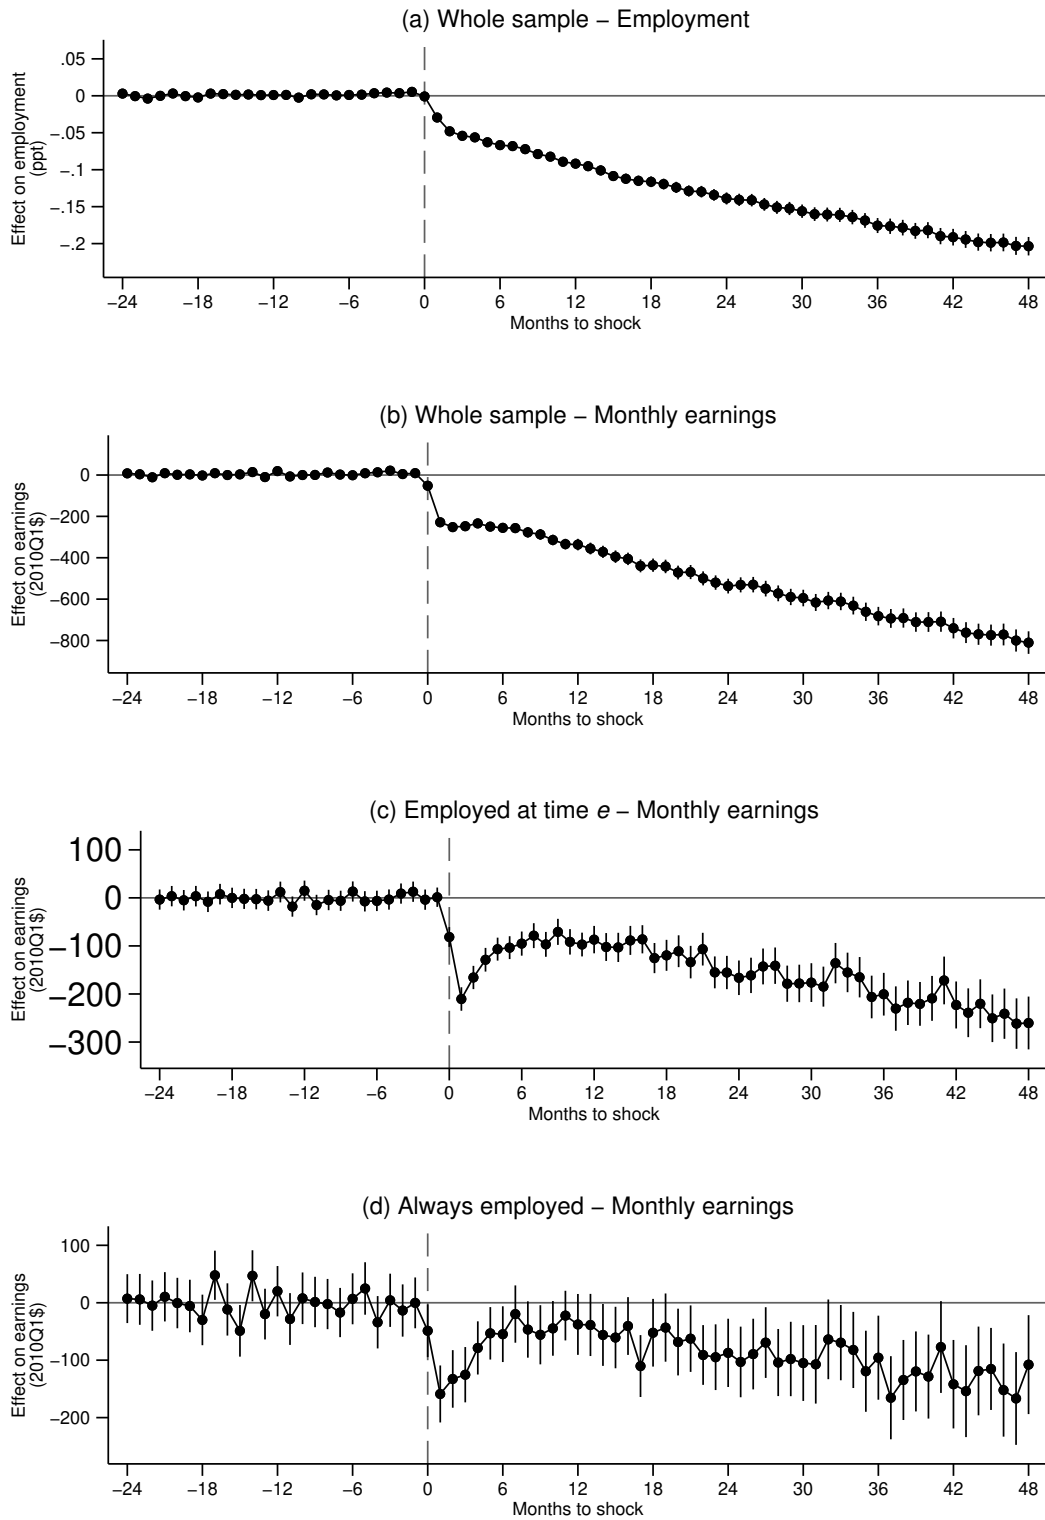 (a) Whole sample − Employment
Effect on employment
(ppt)
.05
0
−.05
−.1
−.15
−.2
−24 −18 −12 −6 0 6 12 18 24 30 36 42 48
Months to shock
(b) Whole sample − Monthly earnings
Effect on earnings
(2010Q1$)
0
−200
−400
−600
−800
−24 −18 −12 −6 0 6 12 18 24 30 36 42 48
Months to shock
(c) Employed at time e − Monthly earnings
Effect on earnings
(2010Q1$)
100
0
−100
−200
−300
−24 −18 −12 −6 0 6 12 18 24 30 36 42 48
Months to shock
(d) Always employed − Monthly earnings
Effect on earnings
(2010Q1$)
100
0
−100
−200
−24 −18 −12 −6 0 6 12 18 24 30 36 42 48
Months to shock